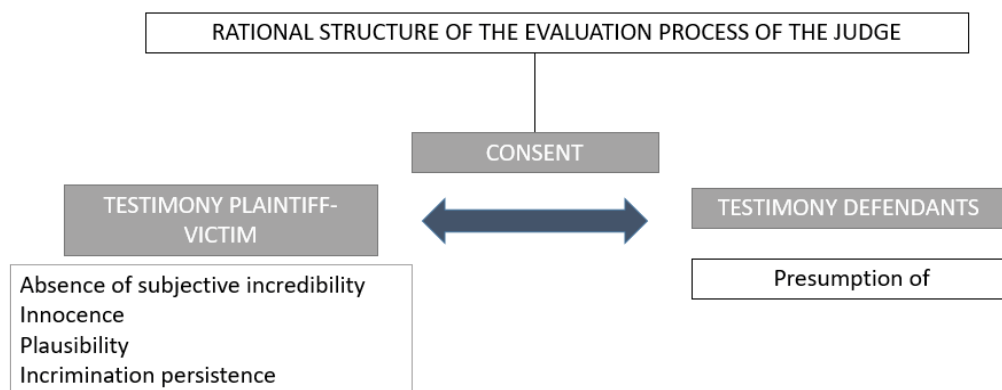 RATIONAL STRUCTURE OF THE EVALUATION PROCESS OF THE JUDGE
CONSENT
TESTIMONY PLAINTIFF-
VICTIM
Absence of subjective incredibility
Innocence
Plausibility
Incrimination persistence
TESTIMONY DEFENDANTS
Presumption of